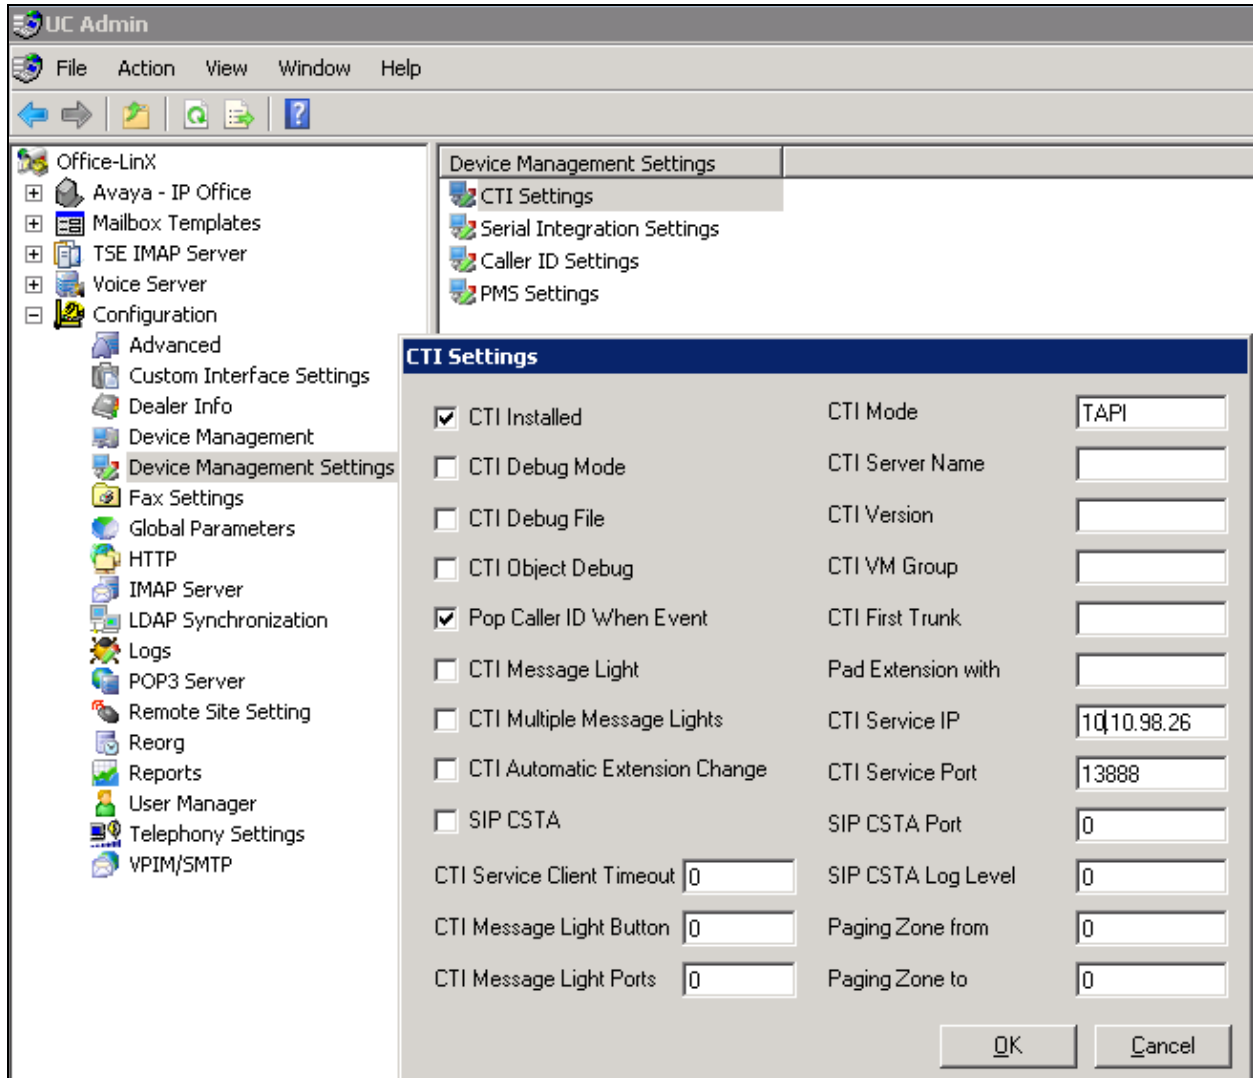 UC Admin
File Action View Window Help
Office-LinX
Avaya - IP Office
Mailbox Templates
TSE IMAP Server
Voice Server
Configuration
Advanced
Custom Interface Settings
Dealer Info
Device Management
Device Management Settings
Fax Settings
Global Parameters
HTTP
IMAP Server
LDAP Synchronization
Logs
POP3 Server
Remote Site Setting
Reorg
Reports
User Manager
Telephony Settings
VPIM/SMTP
Device Management Settings
CTI Settings
Serial Integration Settings
Caller ID Settings
PMS Settings
CTI Settings
CTI Installed
CTI Debug Mode
CTI Debug File
CTI Object Debug
Pop Caller ID When Event
CTI Message Light
CTI Multiple Message Lights
CTI Automatic Extension Change
SIP CSTA
CTI Service Client Timeout 0
CTI Message Light Button 0
CTI Message Light Ports 0
CTI Mode TAPI
CTI Server Name
CTI Version
CTI VM Group
CTI First Trunk
Pad Extension with
CTI Service IP 10.10.98.26
CTI Service Port 13888
SIP CSTA Port 0
SIP CSTA Log Level 0
Paging Zone from 0
Paging Zone to 0
OK Cancel